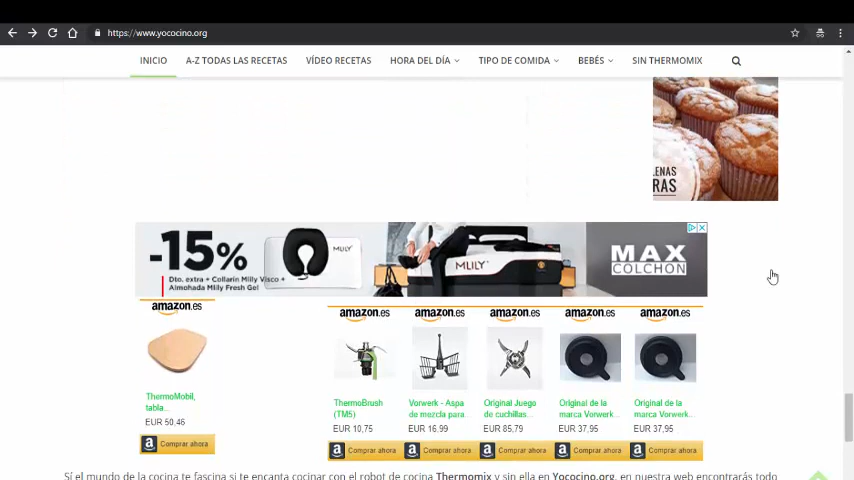 https://www.yococino.org
INICIO A-Z TODAS LAS RECETAS VÍDEO RECETAS HORA DEL DÍA TIPO DE COMIDA BEBÉS SIN THERMOMIX
LENAS
RAS
-15%
Dto. extra + Collarín Mlily Visco +
Almohada Mlily Fresh Gel
MLILY
MLILY
MAX
COLCHON
amazon.es
ThermoMobil,
tabla...
EUR 50,46
Comprar ahora
amazon.es amazon.es amazon.es amazon.es amazon.es
ThermoBrush Vorwerk - Aspa Original Juego Original de la Original de la
(TM5) de mezcla para. de cuchillas... marca Vorwerk... marca Vorwerk...
EUR 10,75 EUR 16,99 EUR 85,79 EUR 37,95 EUR 37,95
Comprar ahora Comprar ahora Comprar ahora Comprar ahora Comprar ahora
Sí el mundo de la cocina te fascina si te encanta cocinar con el robot de cocina Thermomix y sin ella en Yococino.org, en nuestra web encontrarás todo